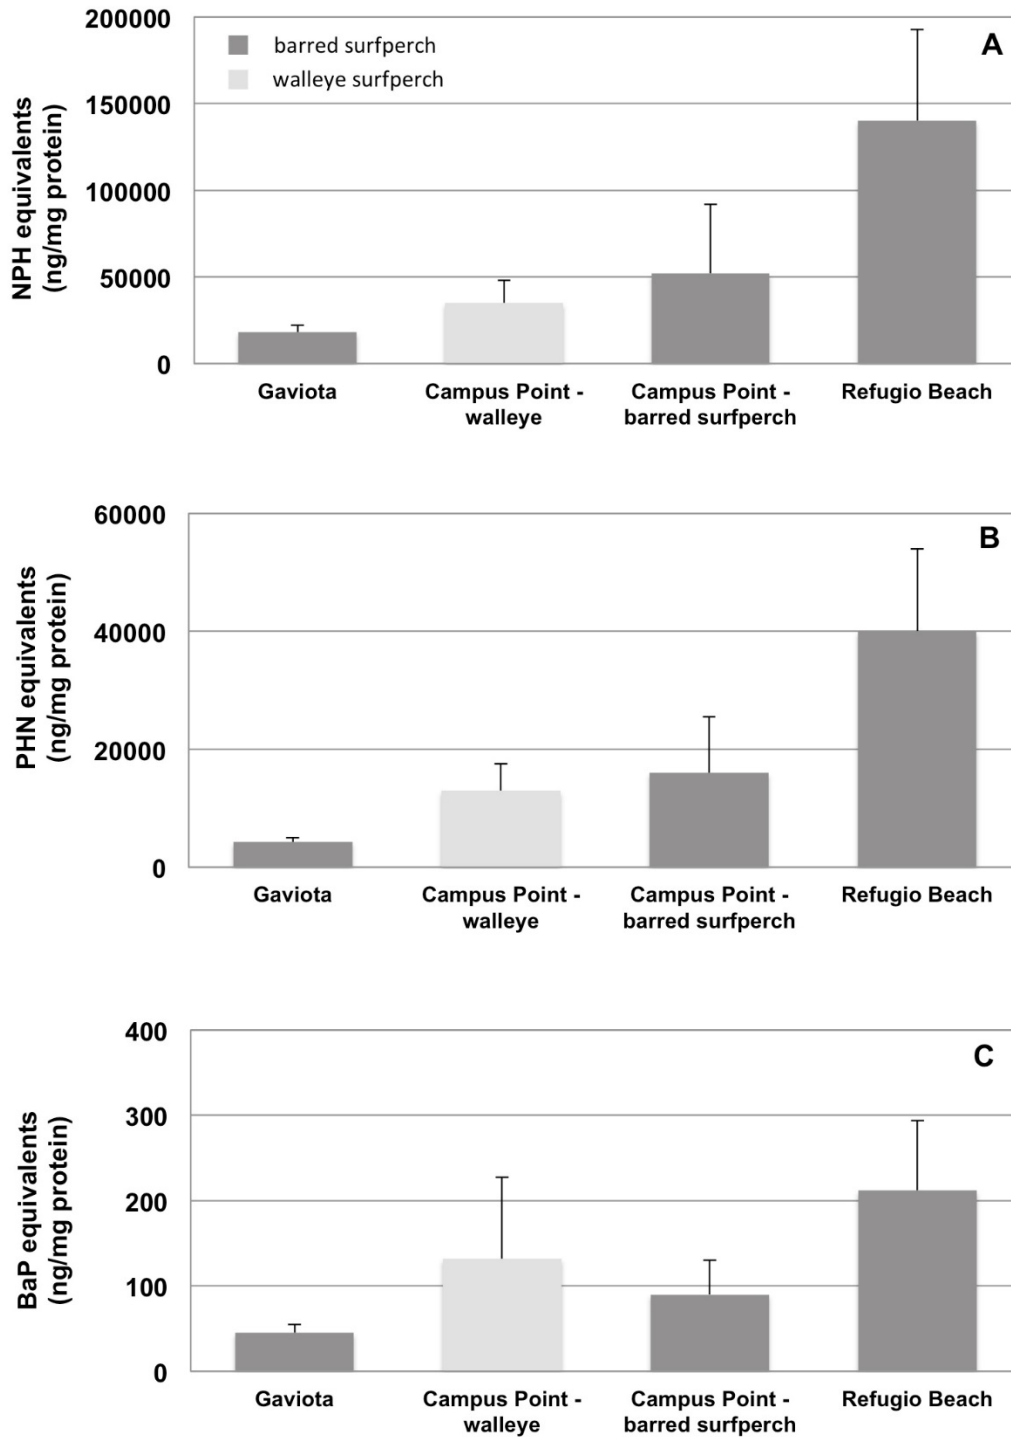 200000
150000
100000
50000
0
NPH equivalents
(ng/mg protein)
barred surfperch
walleye surfperch
A
Gaviota
Campus Point -
walleye
Campus Point -
barred surfperch
Refugio Beach
60000
40000
20000
0
PHN equivalents
(ng/mg protein)
B
Gaviota
Campus Point -
walleye
Campus Point -
barred surfperch
Refugio Beach
400
300
200
100
0
BaP equivalents
(ng/mg protein)
C
Gaviota
Campus Point -
walleye
Campus Point -
barred surfperch
Refugio Beach